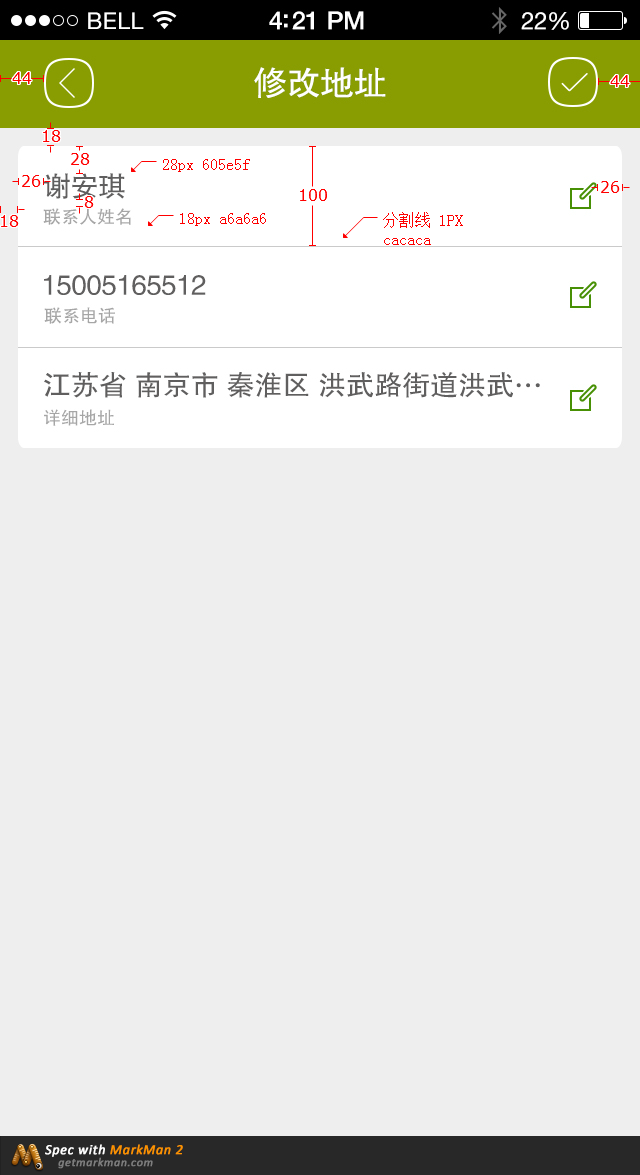 BELL 4:21 PM 22%
44 修改地址 44
18
28 28px 605e5f
谢安琪 26 100 26
8
联系人姓名 18px a6a6a6 分割线 1PX
18 cacaca
15005165512
联系电话
江苏省 南京市 秦淮区 洪武路街道洪武…
详细地址
Spec with MarkMan 2
getmarkman.com